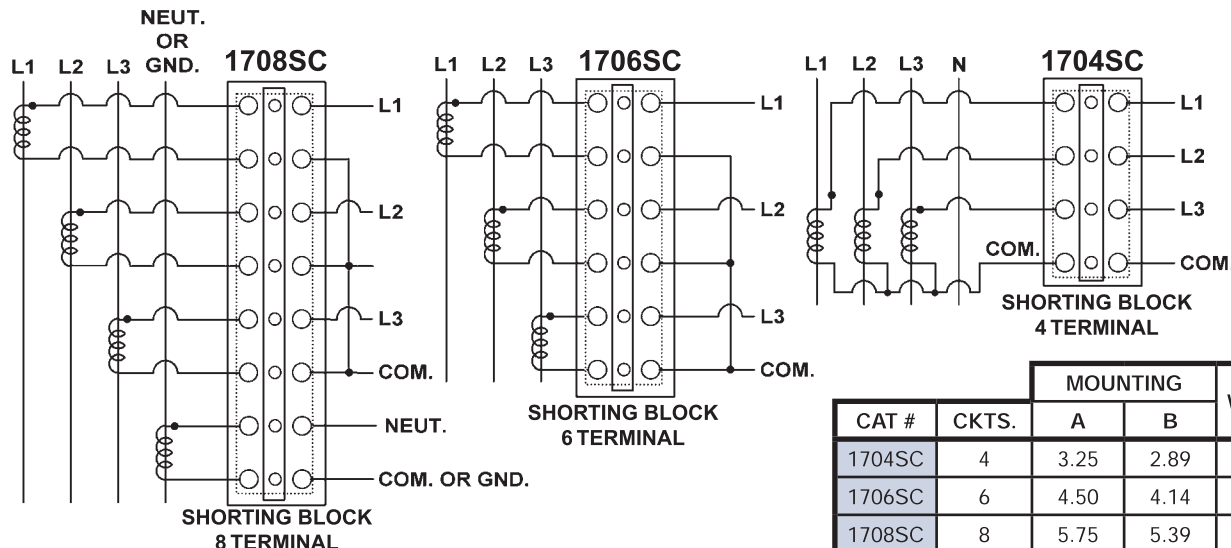 NEUT.
OR
GND.
L1 L2 L3
1708SC
L1
L2
L3
COM.
NEUT.
COM. OR GND.
SHORTING BLOCK
8 TERMINAL
L1 L2 L3
1706SC
L1
L2
L3
COM.
SHORTING BLOCK
6 TERMINAL
L1 L2 L3 N
1704SC
L1
L2
L3
COM.
COM
SHORTING BLOCK
4 TERMINAL
MOUNTING
CAT # CKTS. A B
1704SC 4 3.25 2.89
1706SC 6 4.50 4.14
1708SC 8 5.75 5.39